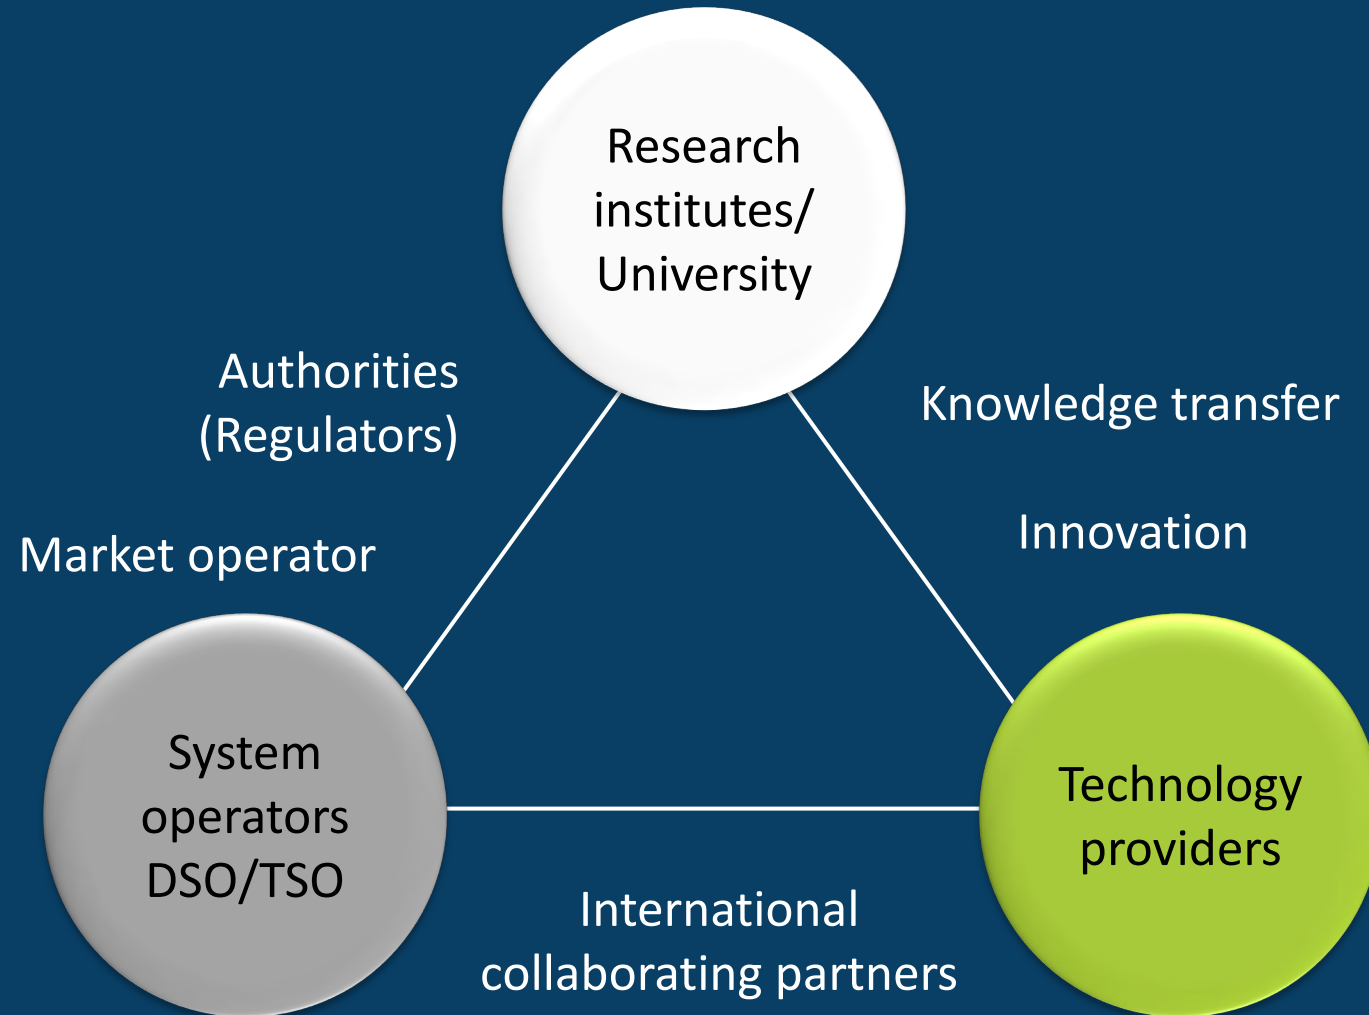 Research
institutes/
University
Authorities
(Regulators)
Knowledge transfer
Market operator
Innovation
System
operators
DSO/TSO
Technology
providers
International
collaborating partners